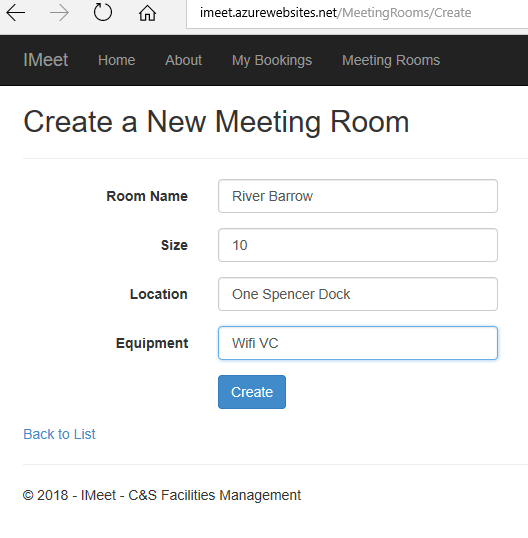 imeet.azurewebsites.net/MeetingRooms/Create
IMeet Home About My Bookings Meeting Rooms
Create a New Meeting Room
Room Name River Barrow
Size 10
Location One Spencer Dock
Equipment Wifi VC
Create
Back to List
© 2018 - IMeet - C&S Facilities Management